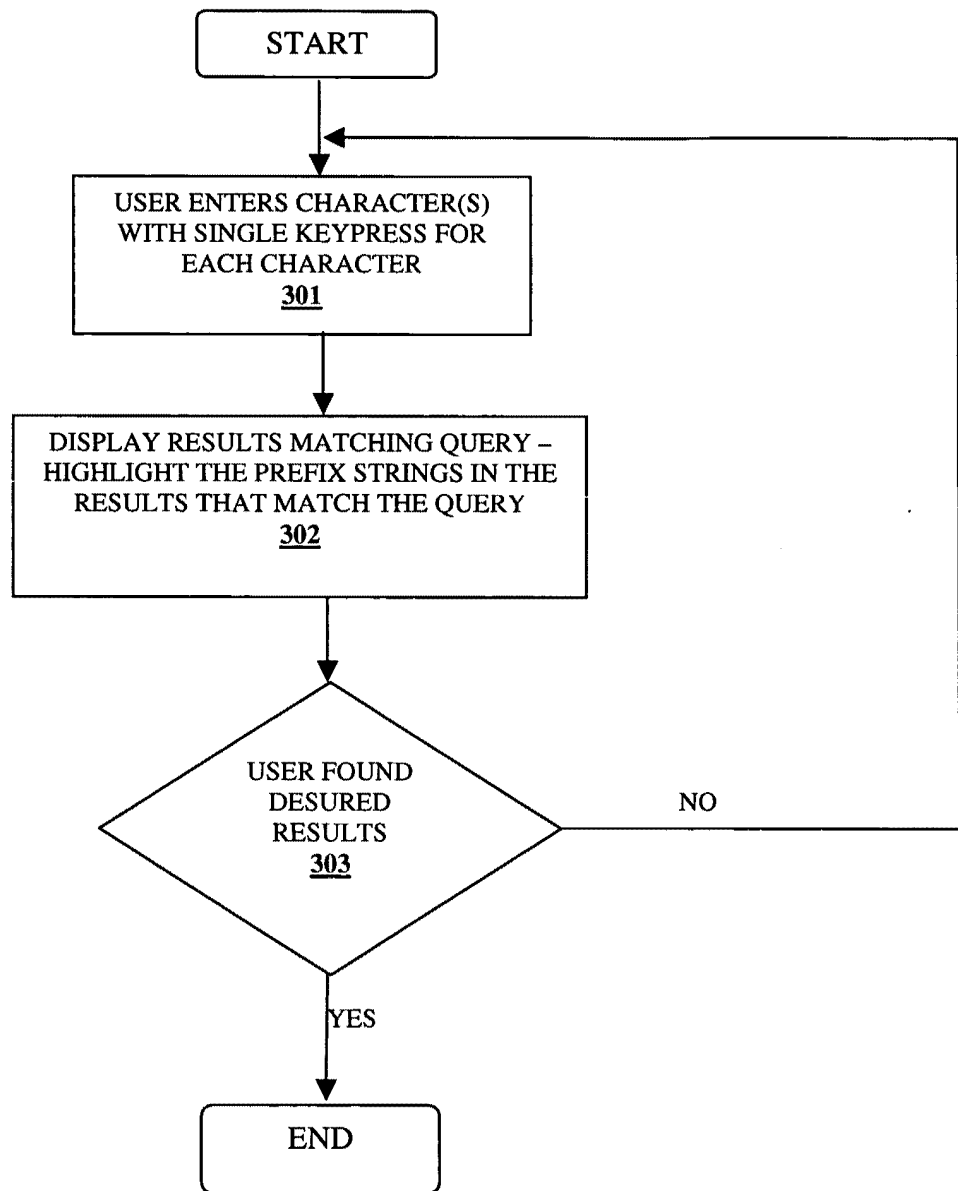 START
USER ENTERS CHARACTER(S)
WITH SINGLE KEYPRESS FOR
EACH CHARACTER
301
DISPLAY RESULTS MATCHING QUERY –
HIGHLIGHT THE PREFIX STRINGS IN THE
RESULTS THAT MATCH THE QUERY
302
USER FOUND
DESURED
RESULTS
303
NO
YES
END